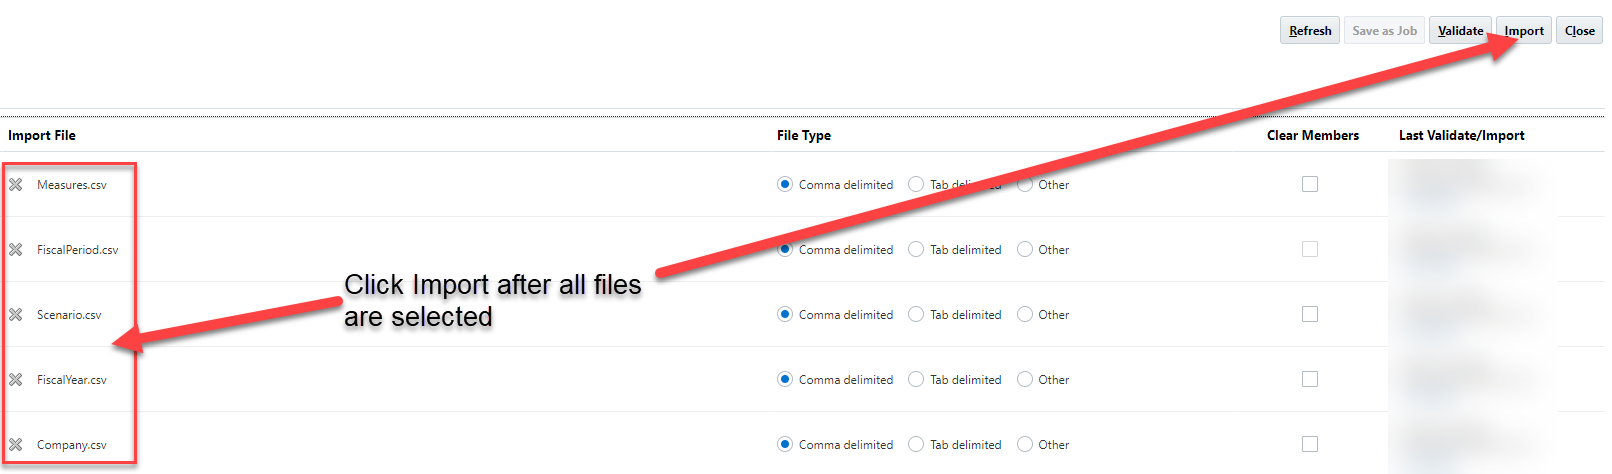 Refresh Save as Job Validate Import Close
Import File File Type Clear Members Last Validate/Import
Measures.csv Comma delimited Tab delimited Other
FiscalPeriod.csv Comma delimited Tab delimited Other
Click Import after all files
are selected
Scenario.csv Comma delimited Tab delimited Other
FiscalYear.csv Comma delimited Tab delimited Other
Company.csv Comma delimited Tab delimited Other